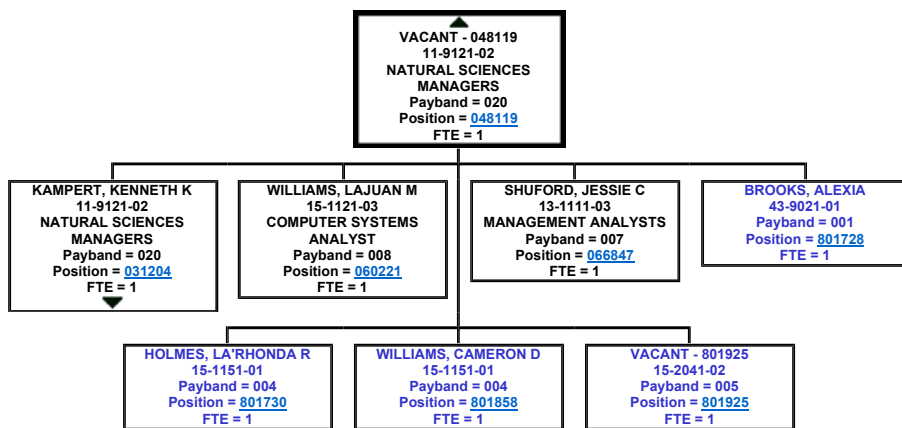 VACANT - 048119
11-9121-02
NATURAL SCIENCES
MANAGERS
Payband = 020
Position = 048119
FTE = 1
KAMPERT, KENNETH K
11-9121-02
NATURAL SCIENCES
MANAGERS
Payband = 020
Position = 031204
FTE = 1
WILLIAMS, LAJUAN M
15-1121-03
COMPUTER SYSTEMS
ANALYST
Payband = 008
Position = 060221
FTE = 1
SHUFORD, JESSIE C
13-1111-03
MANAGEMENT ANALYSTS
Payband = 007
Position = 066847
FTE = 1
BROOKS, ALEXIA
43-9021-01
Payband = 001
Position = 801728
FTE = 1
HOLMES, LA'RHONDA R
15-1151-01
Payband = 004
Position = 801730
FTE = 1
WILLIAMS, CAMERON D
15-1151-01
Payband = 004
Position = 801858
FTE = 1
VACANT - 801925
15-2041-02
Payband = 005
Position = 801925
FTE = 1